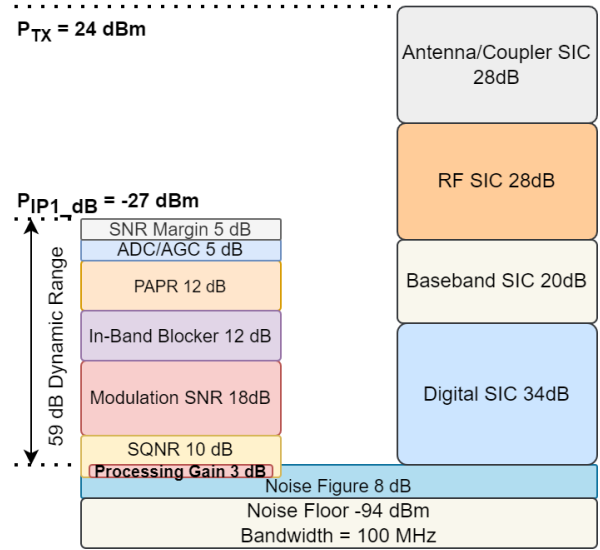 P_TX = 24 dBm
Antenna/Coupler SIC
28dB
RF SIC 28dB
P_IP1_dB = -27 dBm
SNR Margin 5 dB
ADC/AGC 5 dB
PAPR 12 dB
Baseband SIC 20dB
In-Band Blocker 12 dB
59 dB Dynamic Range
Modulation SNR 18dB
Digital SIC 34dB
SQNR 10 dB
Processing Gain 3 dB
Noise Figure 8 dB
Noise Floor -94 dBm
Bandwidth = 100 MHz